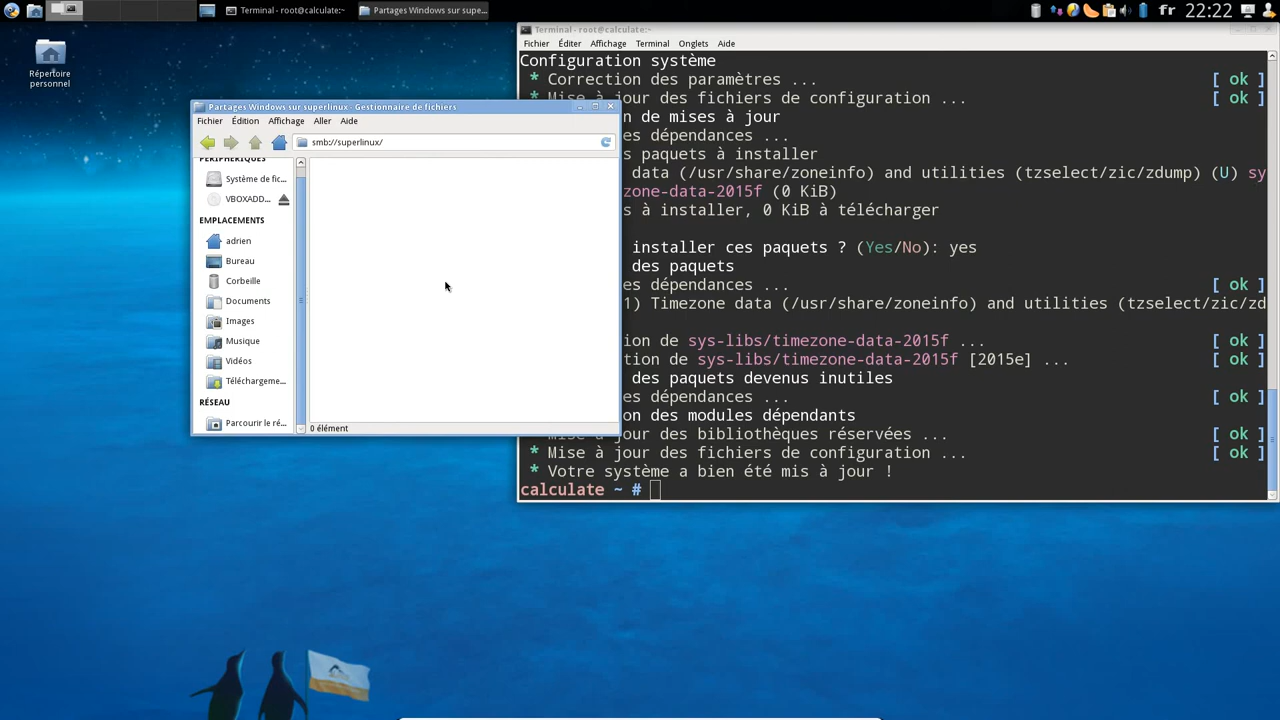 Terminal - root@calculate:~
Partages Windows sur supe...
fr
22:22
Répertoire
personnel
Terminal - root@calculate:~
Fichier Éditer Affichage Terminal Onglets Aide
Configuration système
* Correction des paramètres ... [ ok ]
* Mise à jour des fichiers de configuration ... [ ok ]
on de mises à jour
es dépendances ...
s paquets à installer
data (/usr/share/zoneinfo) and utilities (tzselect/zic/zdump) (U) sy
zone-data-2015f (0 KiB)
s à installer, 0 KiB à télécharger
installer ces paquets ? (Yes/No): yes
des paquets
es dépendances ... [ ok ]
1) Timezone data (/usr/share/zoneinfo) and utilities (tzselect/zic/zd
ion de sys-libs/timezone-data-2015f ... [ ok ]
tion de sys-libs/timezone-data-2015f [2015e] ... [ ok ]
des paquets devenus inutiles
es dépendances ... [ ok ]
on des modules dépendants
Mise à jour des bibliothèques réservées ... [ ok ]
* Mise à jour des fichiers de configuration ... [ ok ]
* Votre système a bien été mis à jour !
calculate ~ #
Partages Windows sur superlinux - Gestionnaire de fichiers
Fichier Édition Affichage Aller Aide
smb://superlinux/
PÉRIPHÉRIQUES
Système de fic...
VBOXADD...
EMPLACEMENTS
adrien
Bureau
Corbeille
Documents
Images
Musique
Vidéos
Téléchargeme...
RÉSEAU
Parcourir le ré...
0 élément